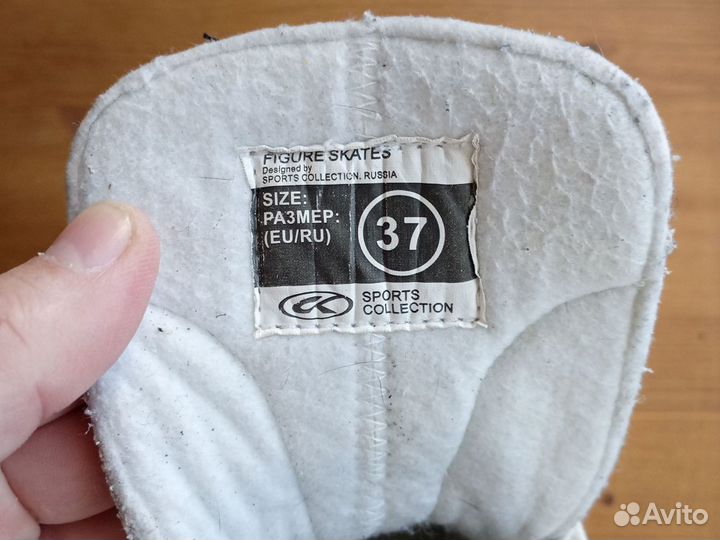 FIGURE SKATES
Designed by
SPORTS COLLECTION. RUSSIA
SIZE:
РАЗМЕР:
(EU/RU)
37
SPORTS
COLLECTION
Avito